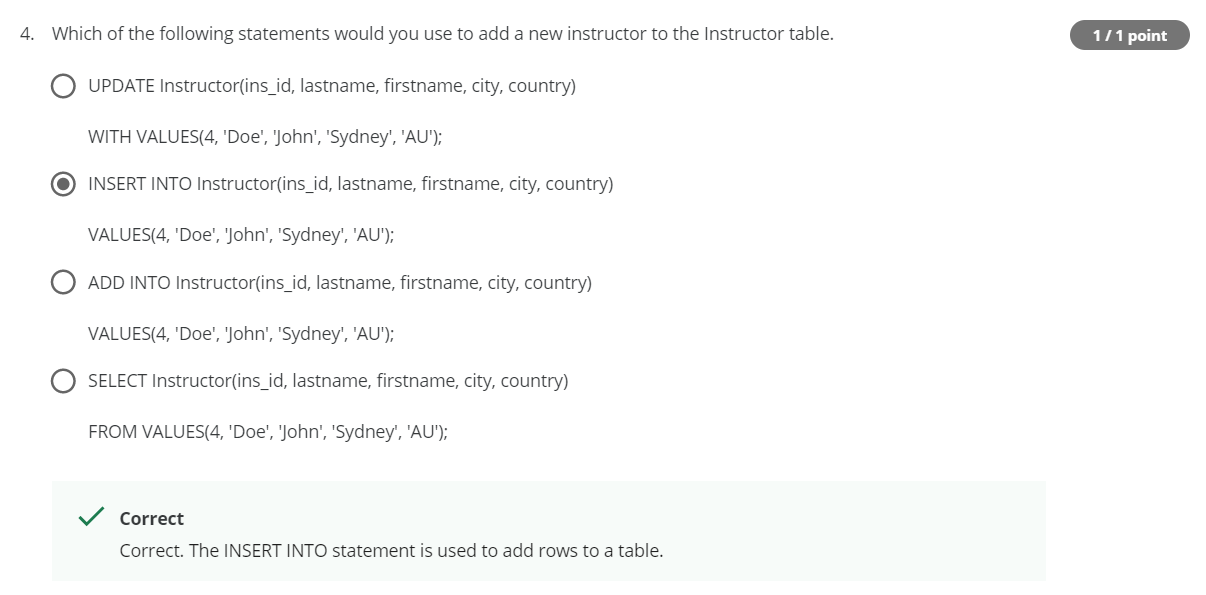 4. Which of the following statements would you use to add a new instructor to the Instructor table.
1 / 1 point
UPDATE Instructor(ins_id, lastname, firstname, city, country)
WITH VALUES(4, 'Doe', 'John', 'Sydney', 'AU');
INSERT INTO Instructor(ins_id, lastname, firstname, city, country)
VALUES(4, 'Doe', 'John', 'Sydney', 'AU');
ADD INTO Instructor(ins_id, lastname, firstname, city, country)
VALUES(4, 'Doe', 'John', 'Sydney', 'AU');
SELECT Instructor(ins_id, lastname, firstname, city, country)
FROM VALUES(4, 'Doe', 'John', 'Sydney', 'AU');
Correct
Correct. The INSERT INTO statement is used to add rows to a table.